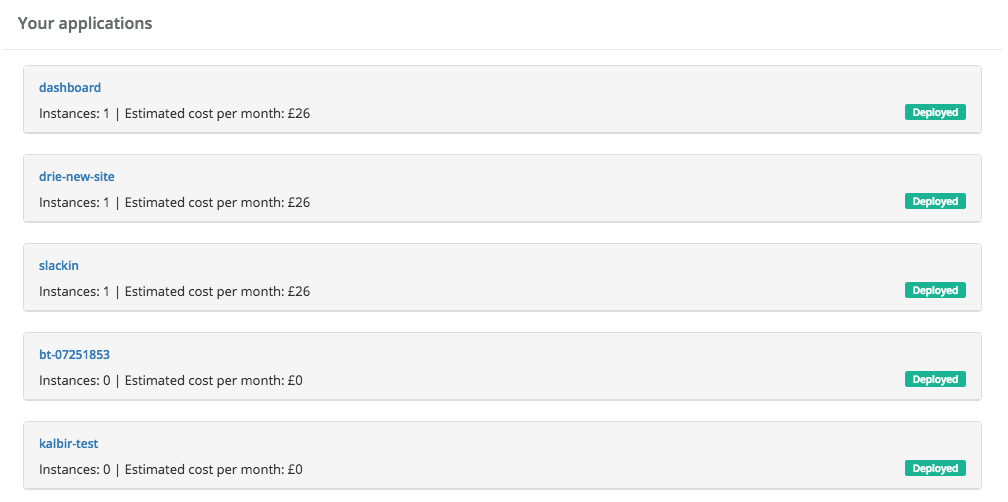 Your applications
dashboard
Instances: 1 | Estimated cost per month: £26
Deployed
drie-new-site
Instances: 1 | Estimated cost per month: £26
Deployed
slackin
Instances: 1 | Estimated cost per month: £26
Deployed
bt-07251853
Instances: 0 | Estimated cost per month: £0
Deployed
kalbir-test
Instances: 0 | Estimated cost per month: £0
Deployed